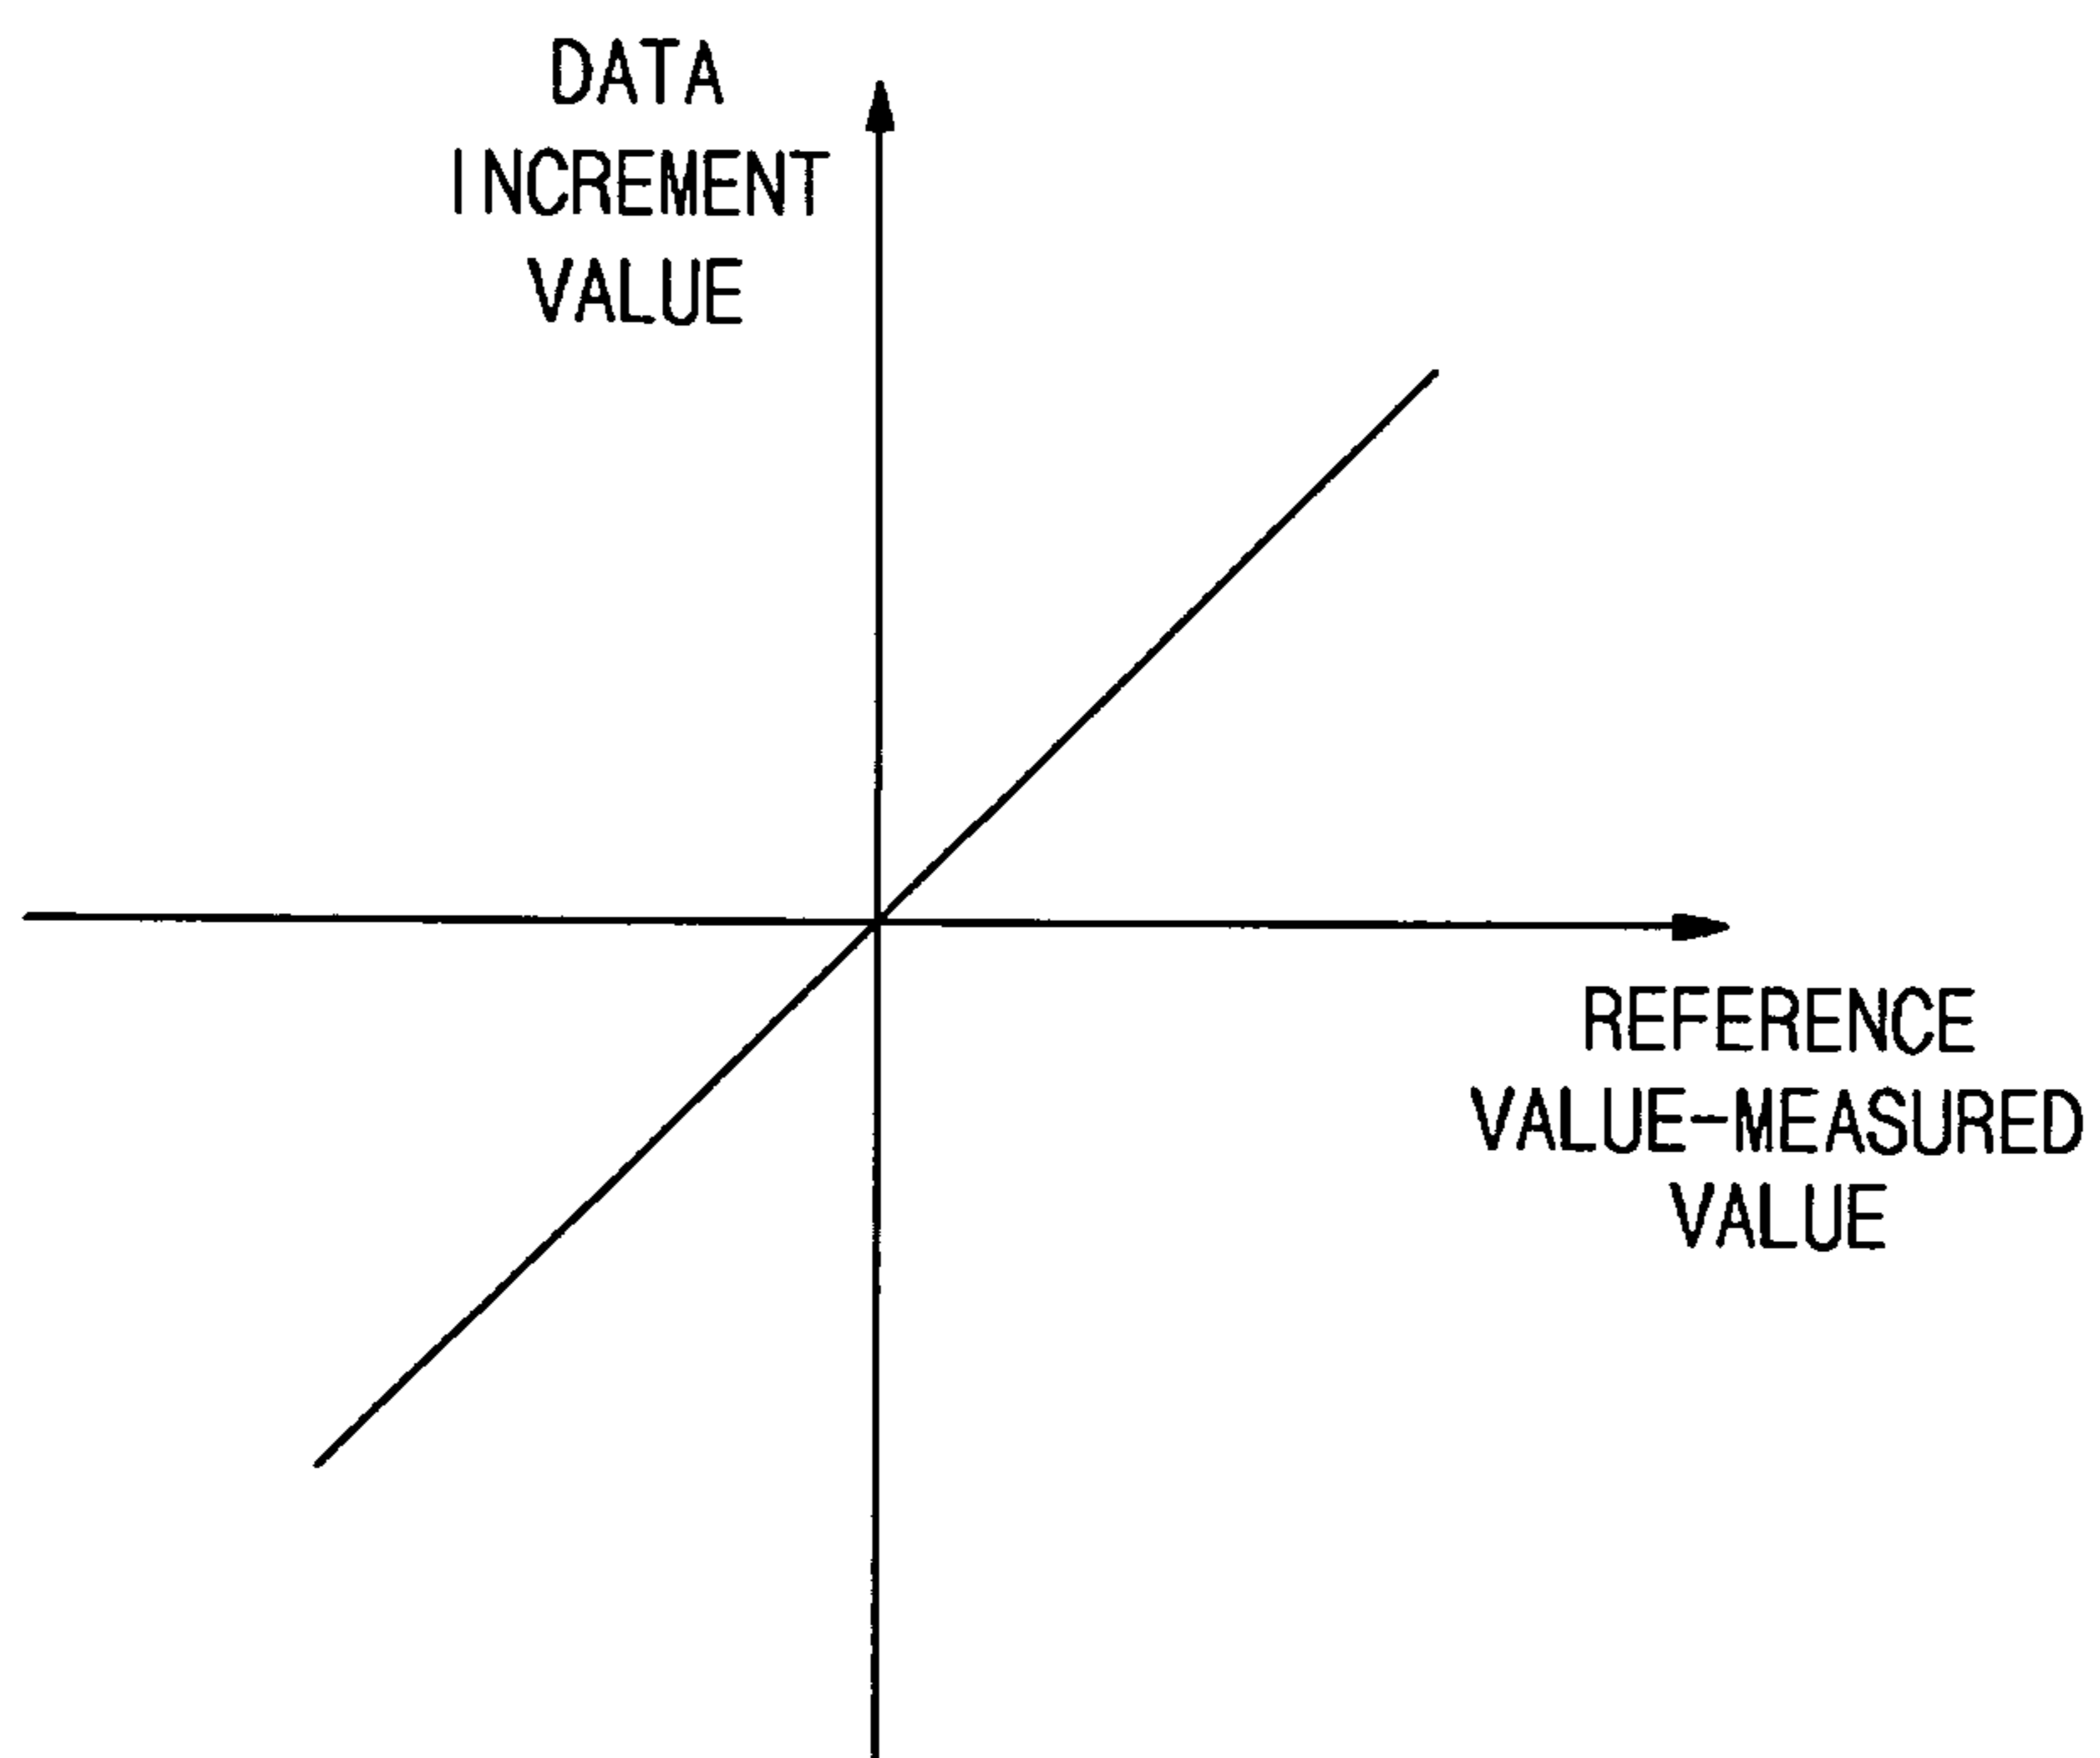 DATA
INCREMENT
VALUE
REFERENCE
VALUE-MEASURED
VALUE